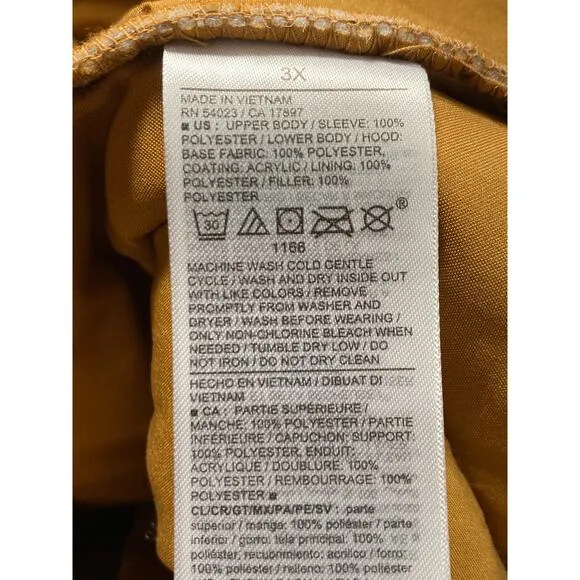 3X
MADE IN VIETNAM
RN 54023 / CA 17897
■ US : UPPER BODY / SLEEVE: 100%
POLYESTER / LOWER BODY / HOOD:
BASE FABRIC: 100% POLYESTER,
COATING: ACRYLIC / LINING: 100%
POLYESTER / FILLER: 100%
POLYESTER
30 ®
1166
MACHINE WASH COLD GENTLE
CYCLE / WASH AND DRY INSIDE OUT
WITH LIKE COLORS / REMOVE
PROMPTLY FROM WASHER AND
DRYER / WASH BEFORE WEARING /
ONLY NON-CHLORINE BLEACH WHEN
NEEDED / TUMBLE DRY LOW / DO
NOT IRON / DO NOT DRY CLEAN
HECHO EN VIETNAM / DIBUAT DI
VIETNAM
■ CA : PARTIE SUPÉRIEURE /
MANCHE: 100% POLYESTER / PARTIE
INFÉRIEURE / CAPUCHON: SUPPORT:
100% POLYESTER, ENDUIT:
ACRYLIQUE / DOUBLURE: 100%
POLYESTER / REMBOURRAGE: 100%
POLYESTER ■
CL/CR/GT/MX/PA/PE/SV : parte
superior / manga: 100% poliéster / parte
inferior / gorro: tela principal: 100%
poliéster, recubrimiento: acrílico / forro:
100% poliéster / relleno: 100% poliéster